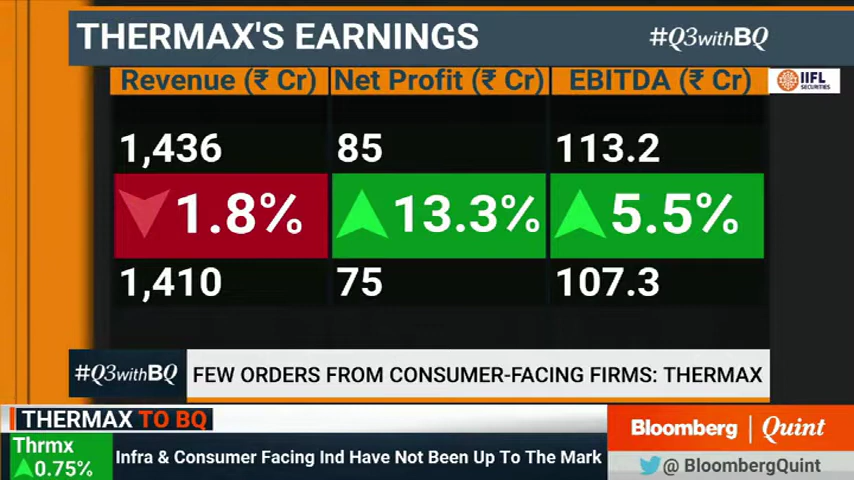 THERMAX'S EARNINGS
#Q3withBQ
Revenue (₹ Cr) Net Profit (₹ Cr) EBITDA (₹ Cr)
IIFL
SECURITIES
1,436 85 113.2
1.8% 13.3% 5.5%
1,410 75 107.3
#Q3withBQ FEW ORDERS FROM CONSUMER-FACING FIRMS: THERMAX
THERMAX TO BQ
Bloomberg | Quint
Thrmx
0.75%
Infra & Consumer Facing Ind Have Not Been Up To The Mark
@ BloombergQuint